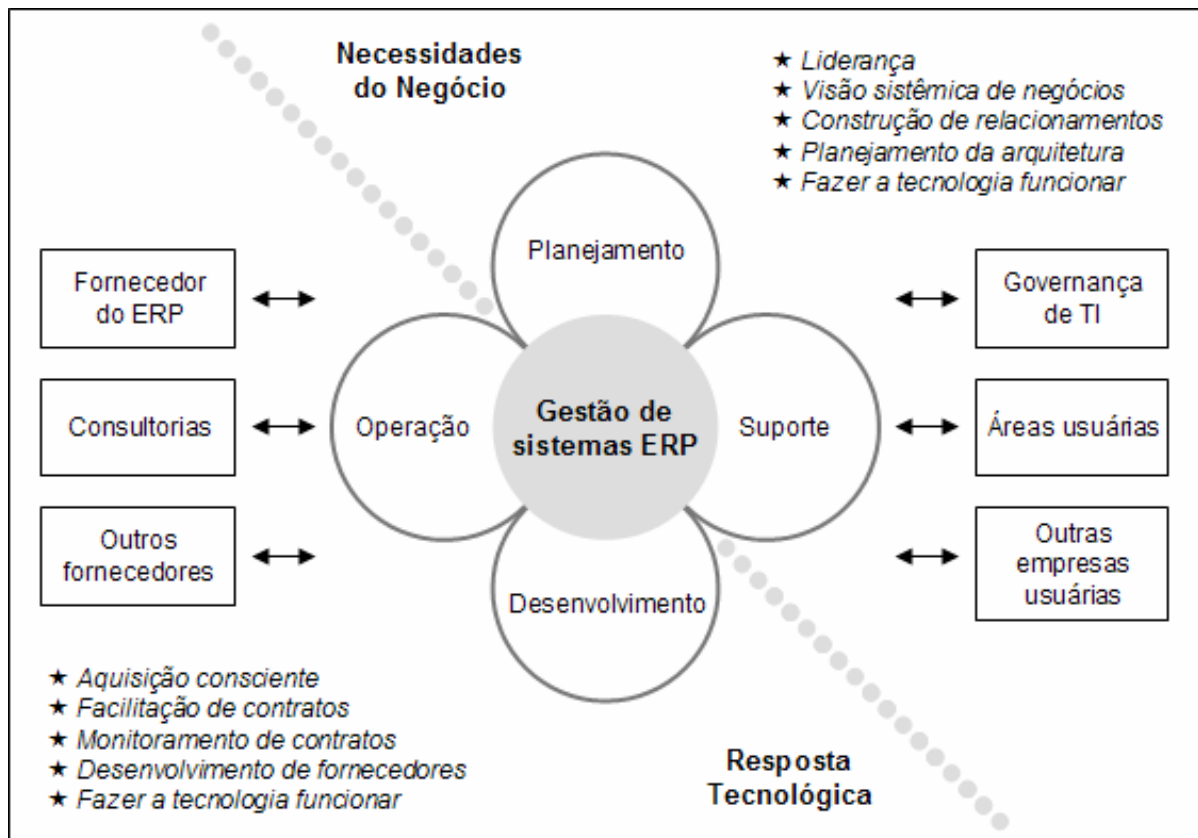 Necessidades
do Negócio
★ Liderança
★ Visão sistêmica de negócios
★ Construção de relacionamentos
★ Planejamento da arquitetura
★ Fazer a tecnologia funcionar
Planejamento
Fornecedor
do ERP
Governança
de TI
Consultorias
Operação
Gestão de
sistemas ERP
Suporte
Áreas usuárias
Outros
fornecedores
Desenvolvimento
Outras
empresas
usuárias
★ Aquisição consciente
★ Facilitação de contratos
★ Monitoramento de contratos
★ Desenvolvimento de fornecedores
★ Fazer a tecnologia funcionar
Resposta
Tecnológica